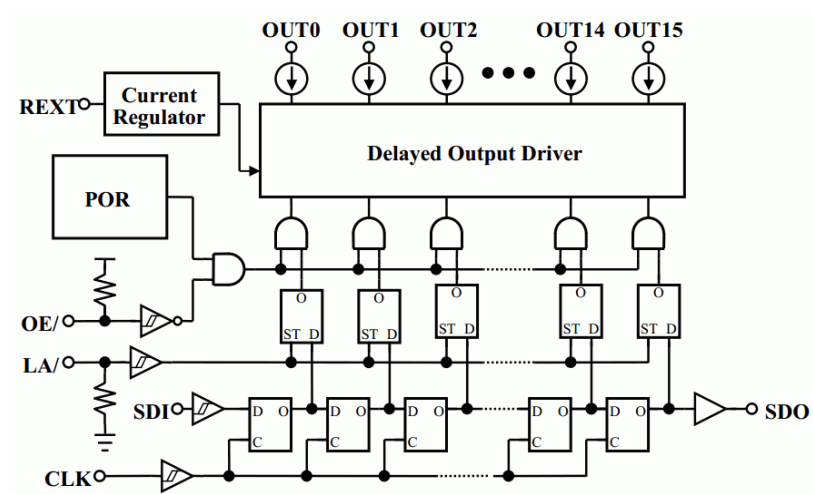 OUT0 OUT1 OUT2 OUT14 OUT15
REXT
Current
Regulator
Delayed Output Driver
POR
O O O O O
OE/
ST D ST D ST D ST D ST D
LA/
SDI
D O D O D O D O D O
SDO
C C C C C
CLK